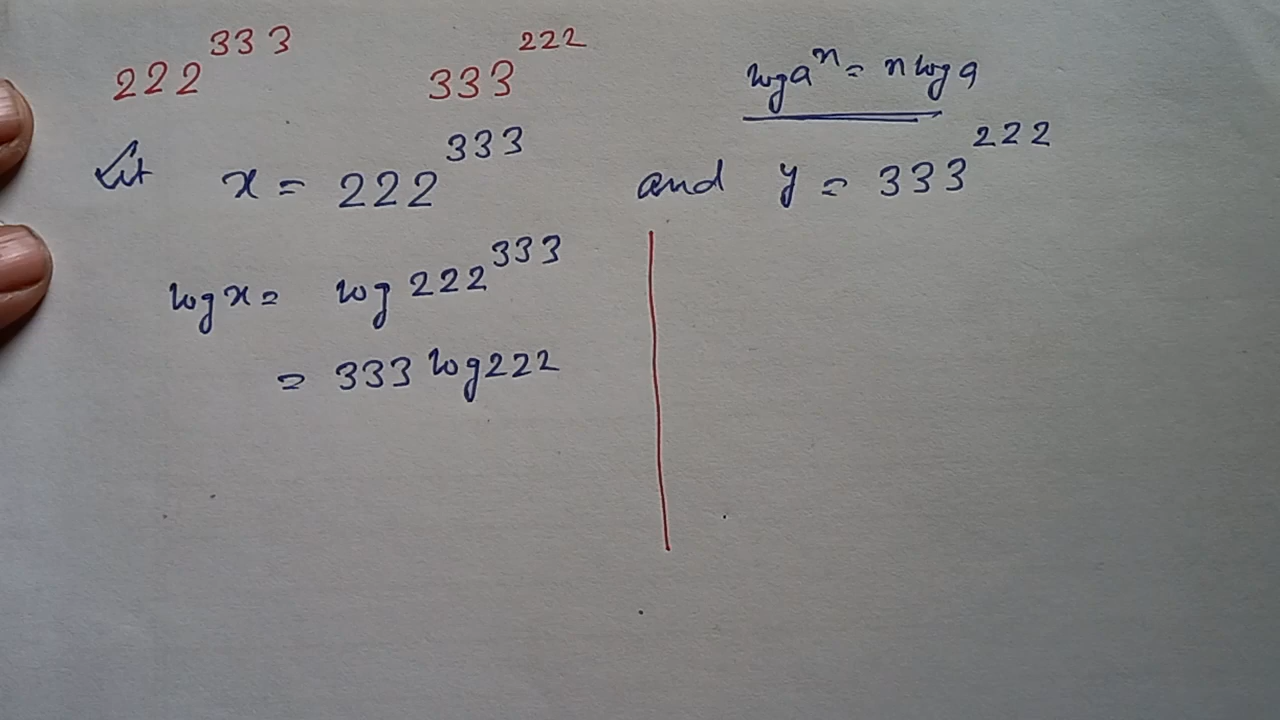 222^333 333^222 log a^n = n log a
Let x = 222^333 and y = 333^222
log x = log 222^333
= 333 log 222